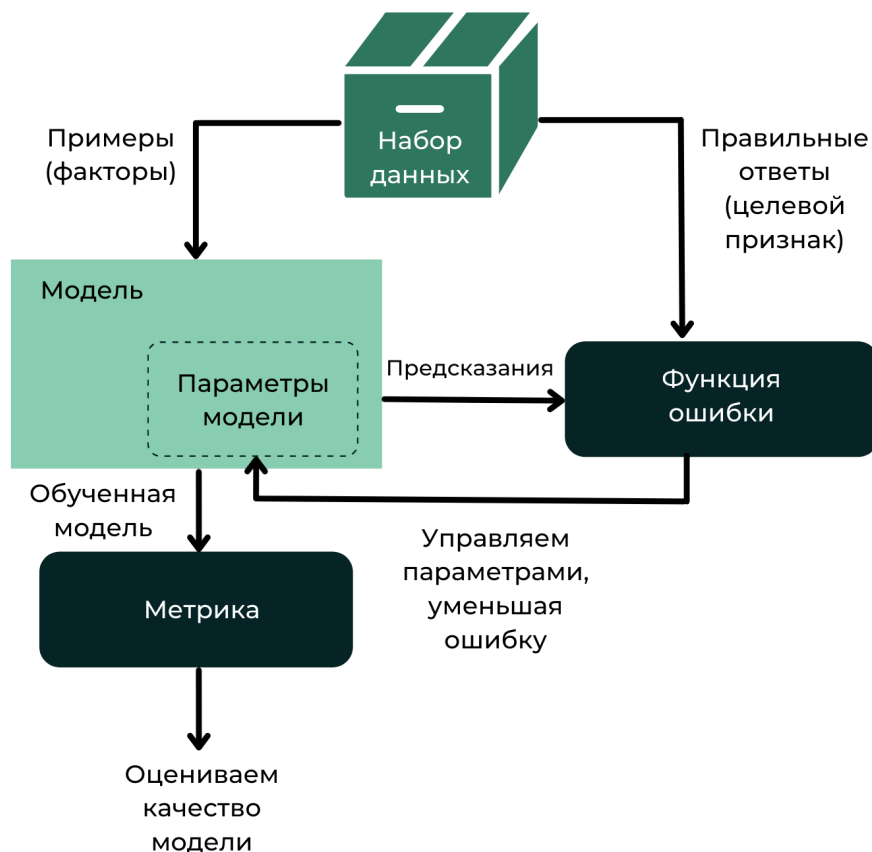 Набор
данных
Примеры
(факторы)
Правильные
ответы
(целевой
признак)
Модель
Параметры
модели
Предсказания
Функция
ошибки
Обученная
модель
Управляем
параметрами,
уменьшая
ошибку
Метрика
Оцениваем
качество
модели